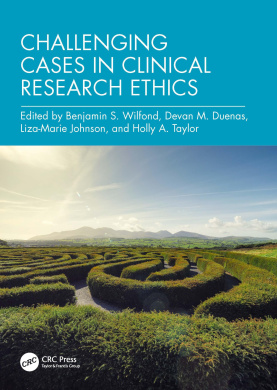 CHALLENGING
CASES IN CLINICAL
RESEARCH ETHICS
Edited by Benjamin S. Wilfond, Devan M. Duenas,
Liza-Marie Johnson, and Holly A. Taylor
CRC Press
Taylor & Francis Group